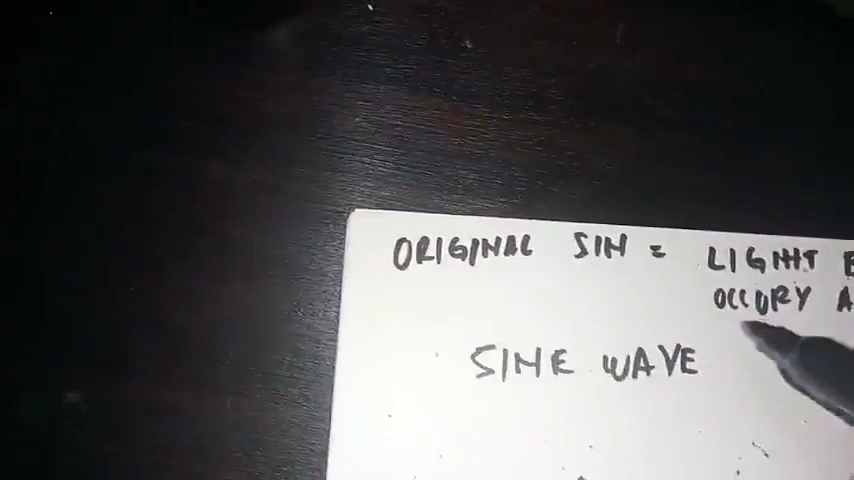 ORIGINAL SIN = LIGHT
OCCURY
SINE WAVE